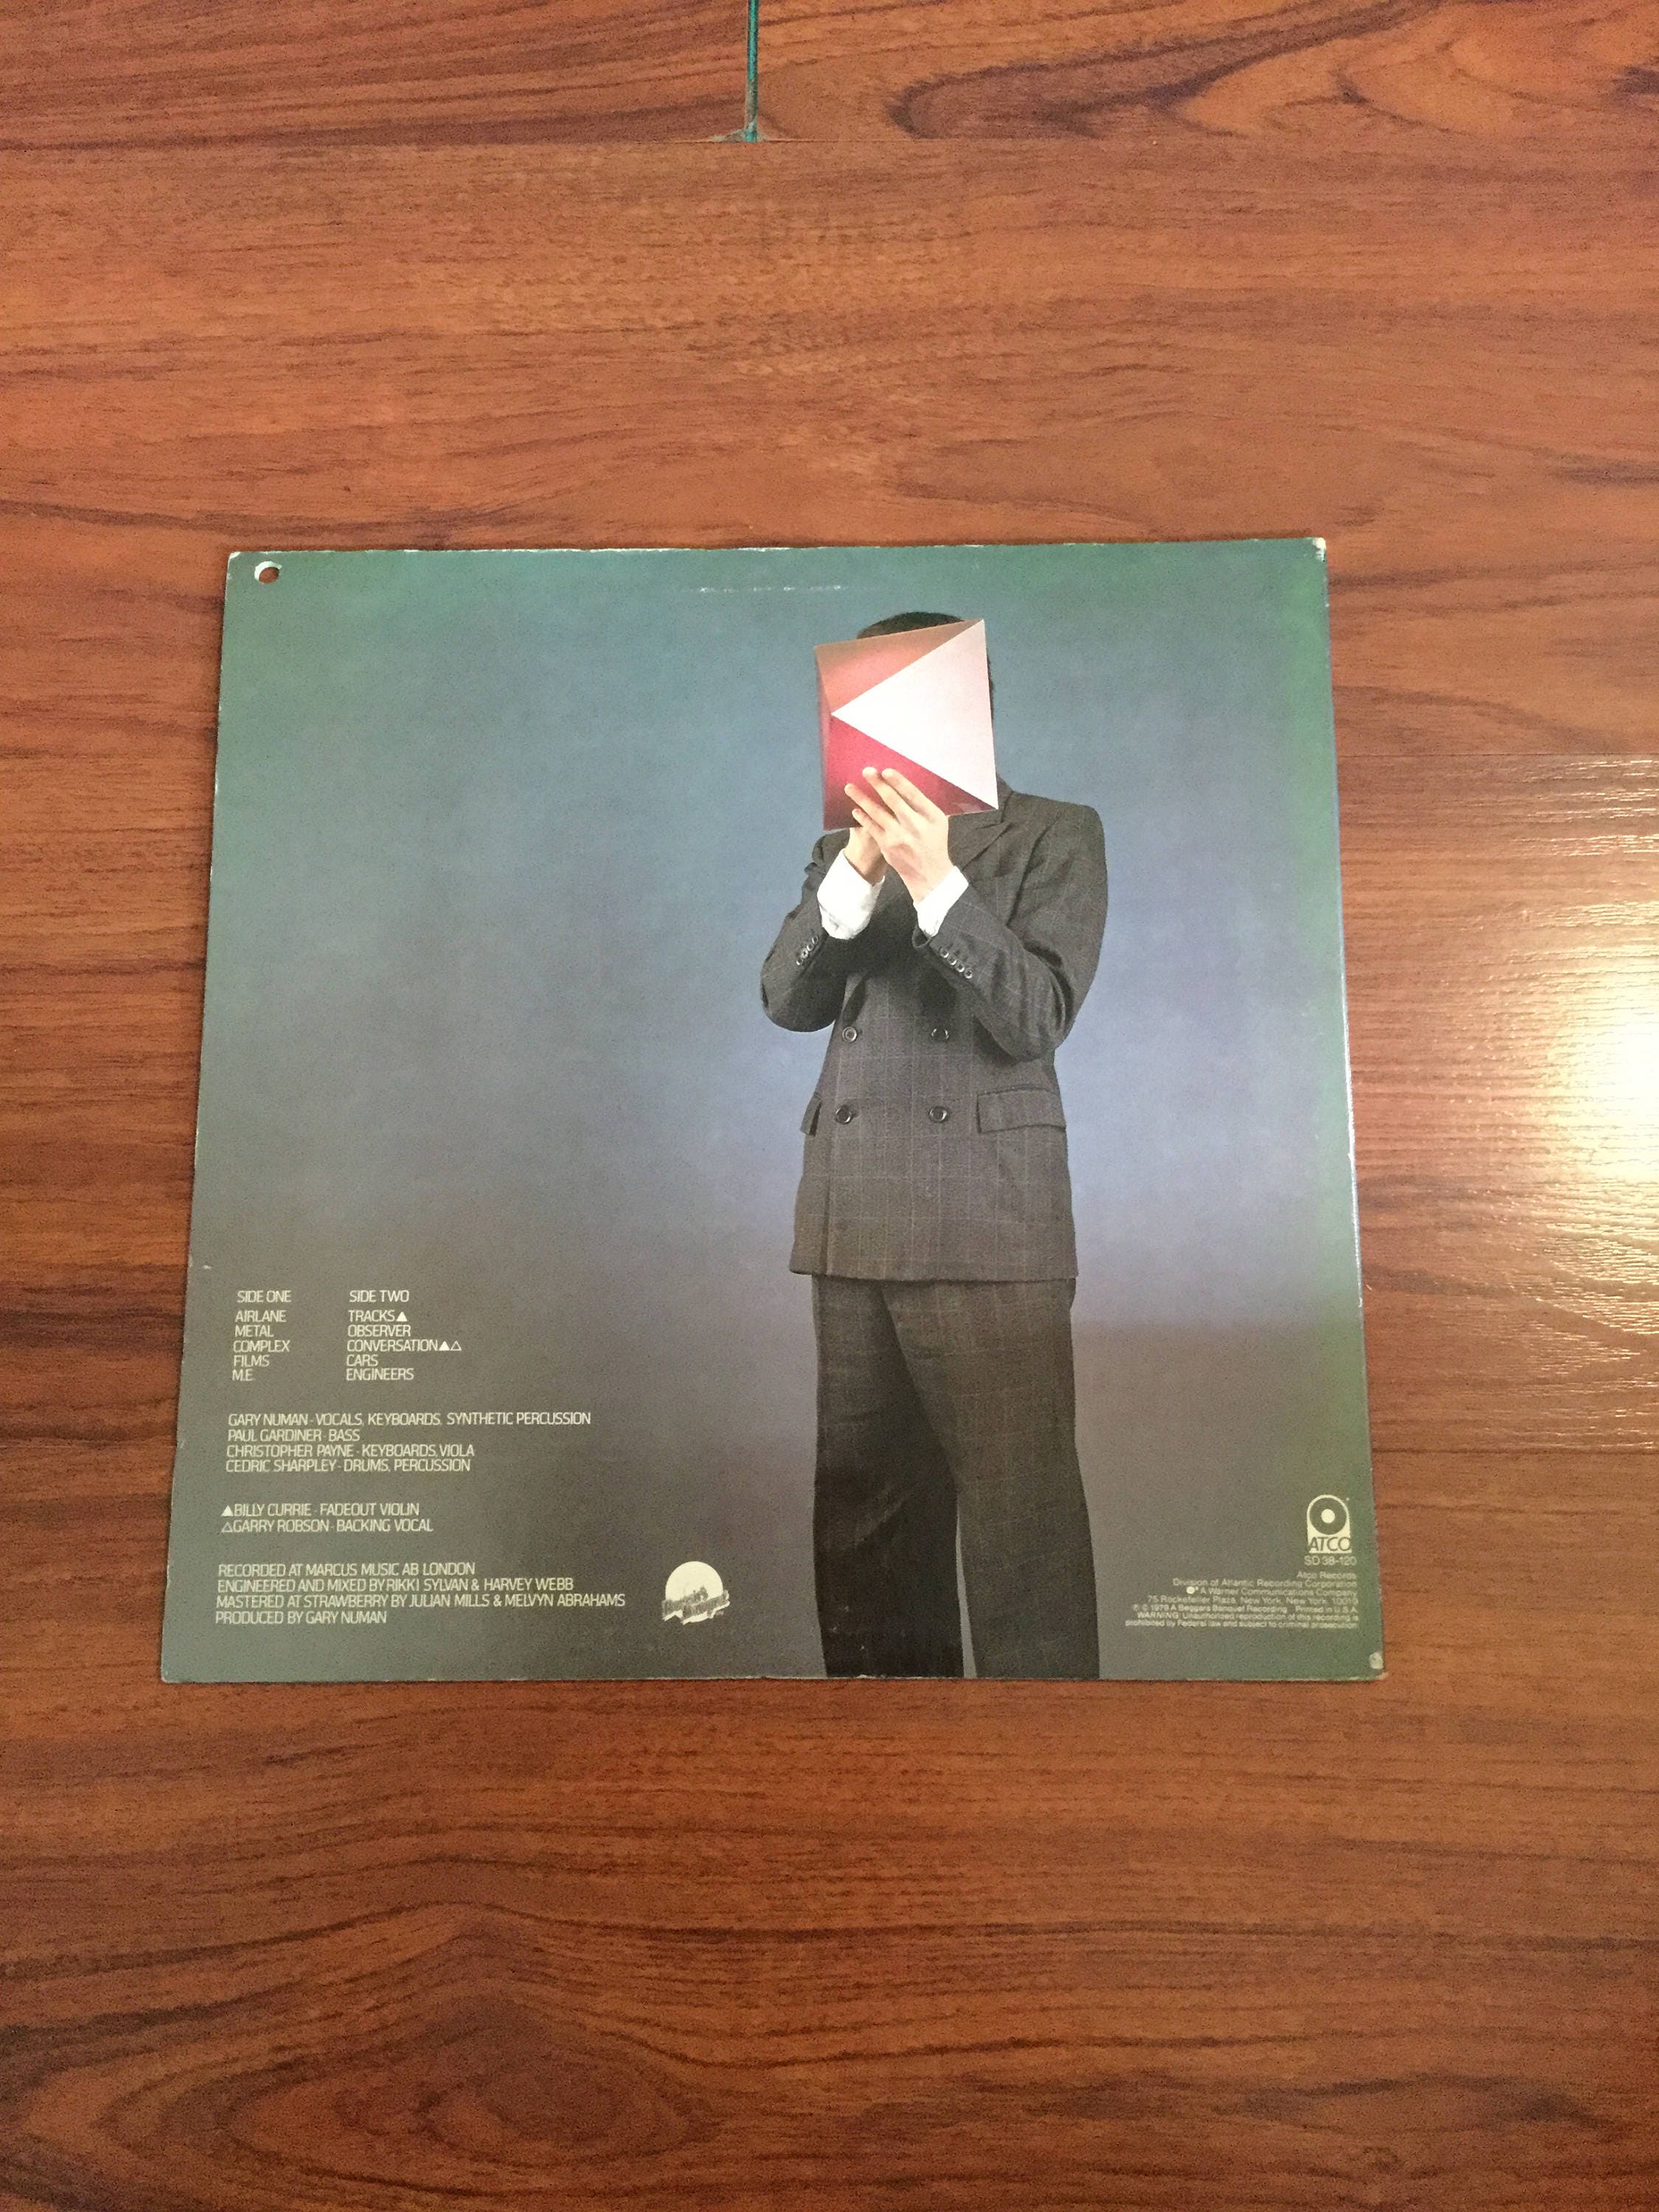 SIDE ONE
AIRLANE
METAL
COMPLEX
FILMS
M.E.
SIDE TWO
TRACKS▲
OBSERVER
CONVERSATION▲△
CARS
ENGINEERS
GARY NUMAN · VOCALS, KEYBOARDS, SYNTHETIC PERCUSSION
PAUL GARDINER · BASS
CHRISTOPHER PAYNE · KEYBOARDS, VIOLA
CEDRIC SHARPLEY · DRUMS, PERCUSSION
▲BILLY CURRIE · FADEOUT VIOLIN
△GARRY ROBSON · BACKING VOCAL
RECORDED AT MARCUS MUSIC AB LONDON
ENGINEERED AND MIXED BY RIKKI SYLVAN & HARVEY WEBB
MASTERED AT STRAWBERRY BY JULIAN MILLS & MELVYN ABRAHAMS
PRODUCED BY GARY NUMAN
ATCO
SD 38-120
Atco Records
Division of Atlantic Recording Corporation
A Warner Communications Company
75 Rockefeller Plaza, New York, New York, 10019
℗ © 1979 A Beggars Banquet Recording Printed in U.S.A.
WARNING: Unauthorized reproduction of this recording is
prohibited by Federal law and subject to criminal prosecution